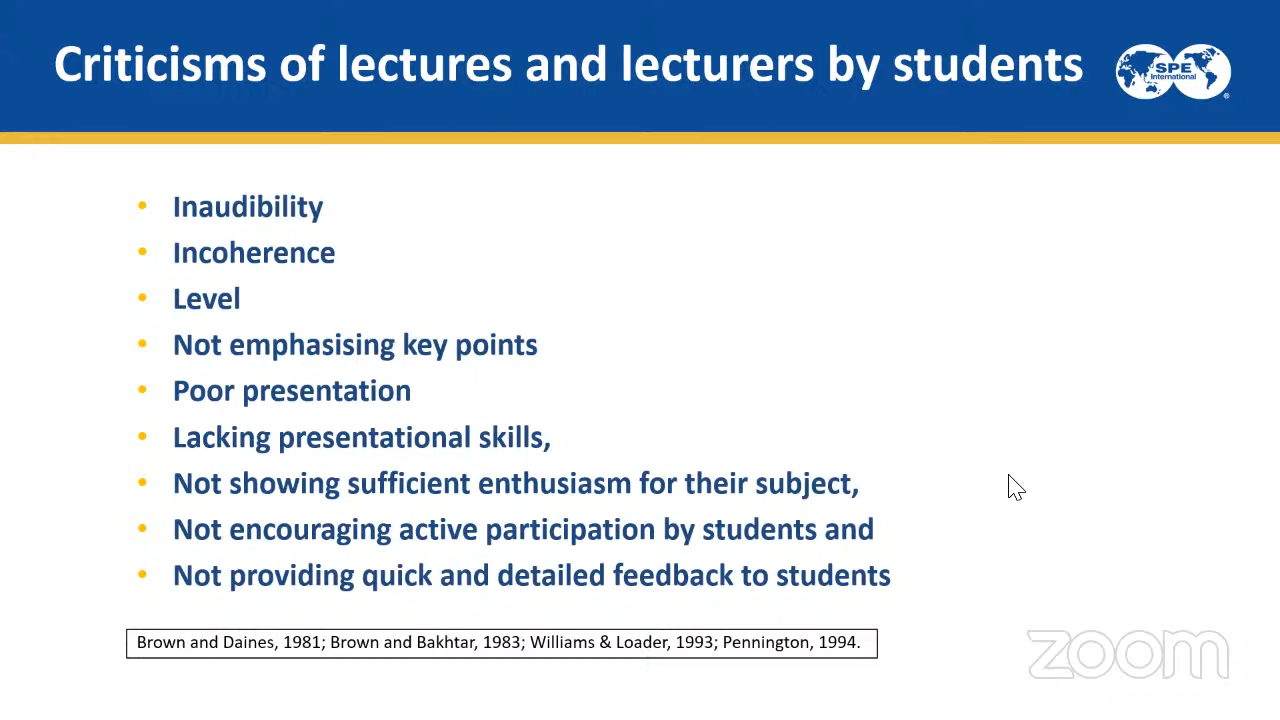 Criticisms of lectures and lecturers by students
SPE
International
®
• Inaudibility
• Incoherence
• Level
• Not emphasising key points
• Poor presentation
• Lacking presentational skills,
• Not showing sufficient enthusiasm for their subject,
• Not encouraging active participation by students and
• Not providing quick and detailed feedback to students
Brown and Daines, 1981; Brown and Bakhtar, 1983; Williams & Loader, 1993; Pennington, 1994.
zoom